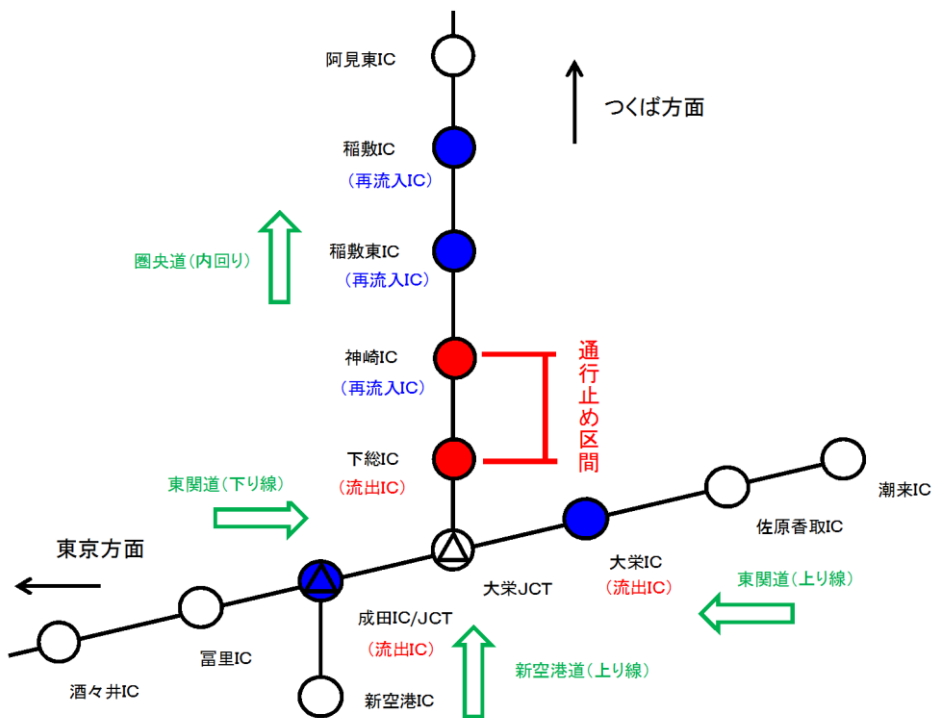 阿見東IC
つくば方面
稲敷IC
(再流入IC)
圏央道(内回り)
稲敷東IC
(再流入IC)
神崎IC
(再流入IC)
通行止め区間
下総IC
(流出IC)
東関道(下り線)
潮来IC
佐原香取IC
東京方面
大栄JCT
大栄IC
(流出IC)
東関道(上り線)
成田IC/JCT
(流出IC)
冨里IC
新空港道(上り線)
酒々井IC
新空港IC